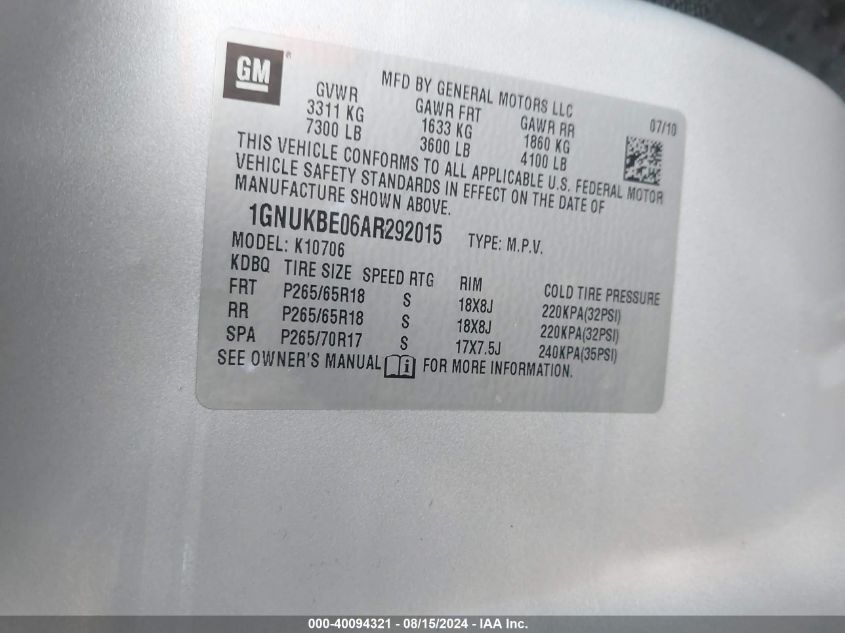 GM ®
MFD BY GENERAL MOTORS LLC
GVWR GAWR FRT GAWR RR 07/10
3311 KG 1633 KG 1860 KG
7300 LB 3600 LB 4100 LB
THIS VEHICLE CONFORMS TO ALL APPLICABLE U.S. FEDERAL MOTOR
VEHICLE SAFETY STANDARDS IN EFFECT ON THE DATE OF
MANUFACTURE SHOWN ABOVE.
1GNUKBE06AR292015 TYPE: M.P.V.
MODEL: K10706
KDBQ TIRE SIZE SPEED RTG RIM COLD TIRE PRESSURE
FRT P265/65R18 S 18X8J 220KPA(32PSI)
RR P265/65R18 S 18X8J 220KPA(32PSI)
SPA P265/70R17 S 17X7.5J 240KPA(35PSI)
SEE OWNER'S MANUAL i FOR MORE INFORMATION.
000-40094321 - 08/15/2024 - IAA Inc.